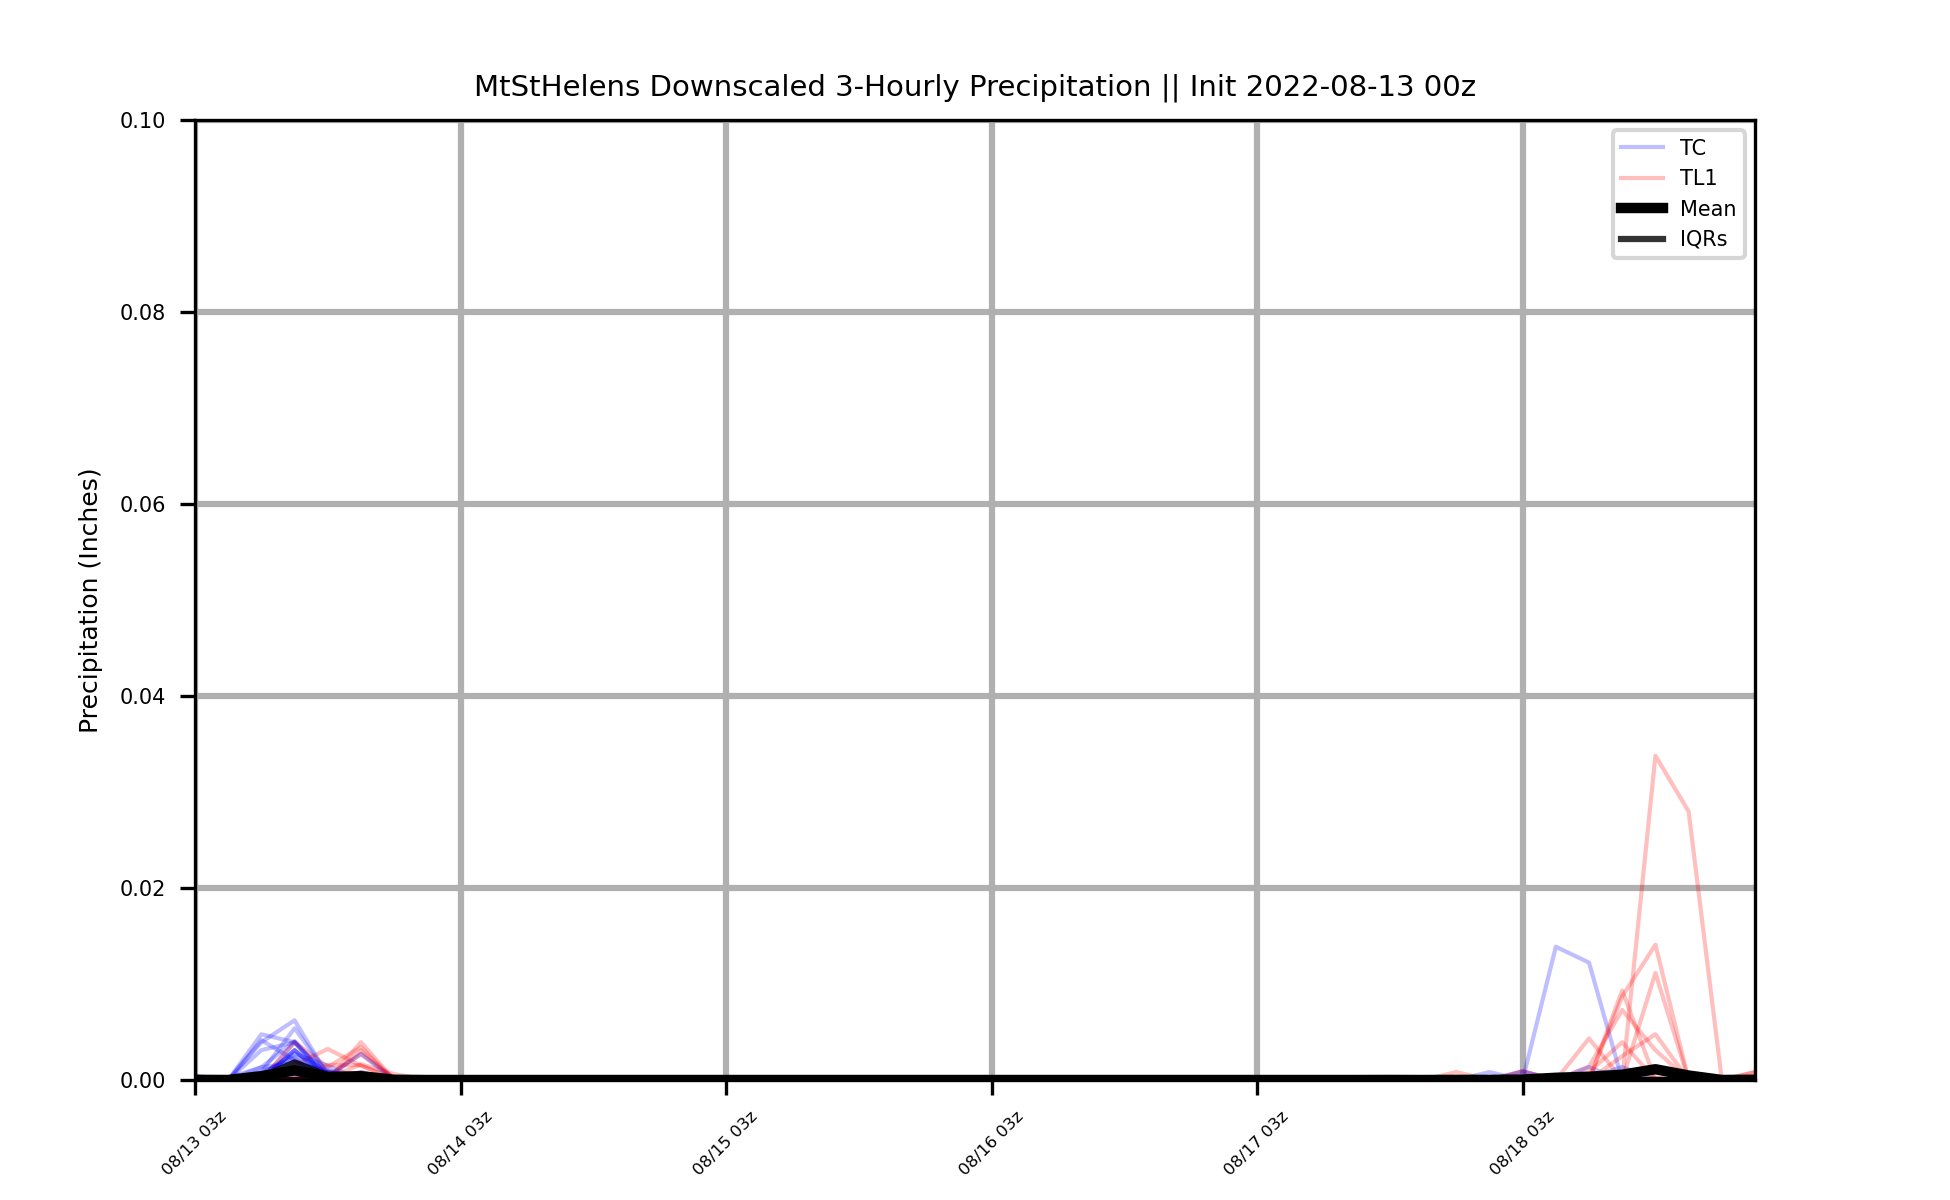 MtStHelens Downscaled 3-Hourly Precipitation || Init 2022-08-13 00z
Precipitation (Inches)
0.10
0.08
0.06
0.04
0.02
0.00
TC
TL1
Mean
IQRs
08/13 03z
08/14 03z
08/15 03z
08/16 03z
08/17 03z
08/18 03z